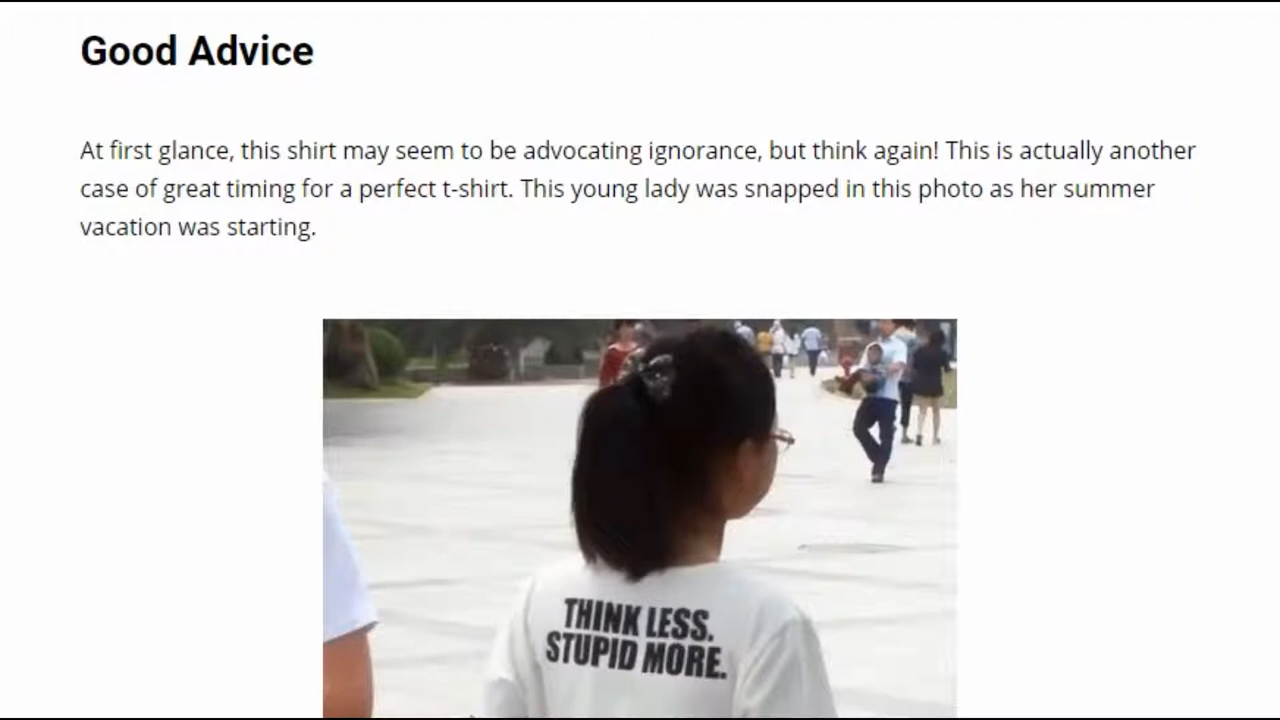 Good Advice
At first glance, this shirt may seem to be advocating ignorance, but think again! This is actually another
case of great timing for a perfect t-shirt. This young lady was snapped in this photo as her summer
vacation was starting.
THINK LESS.
STUPID MORE.